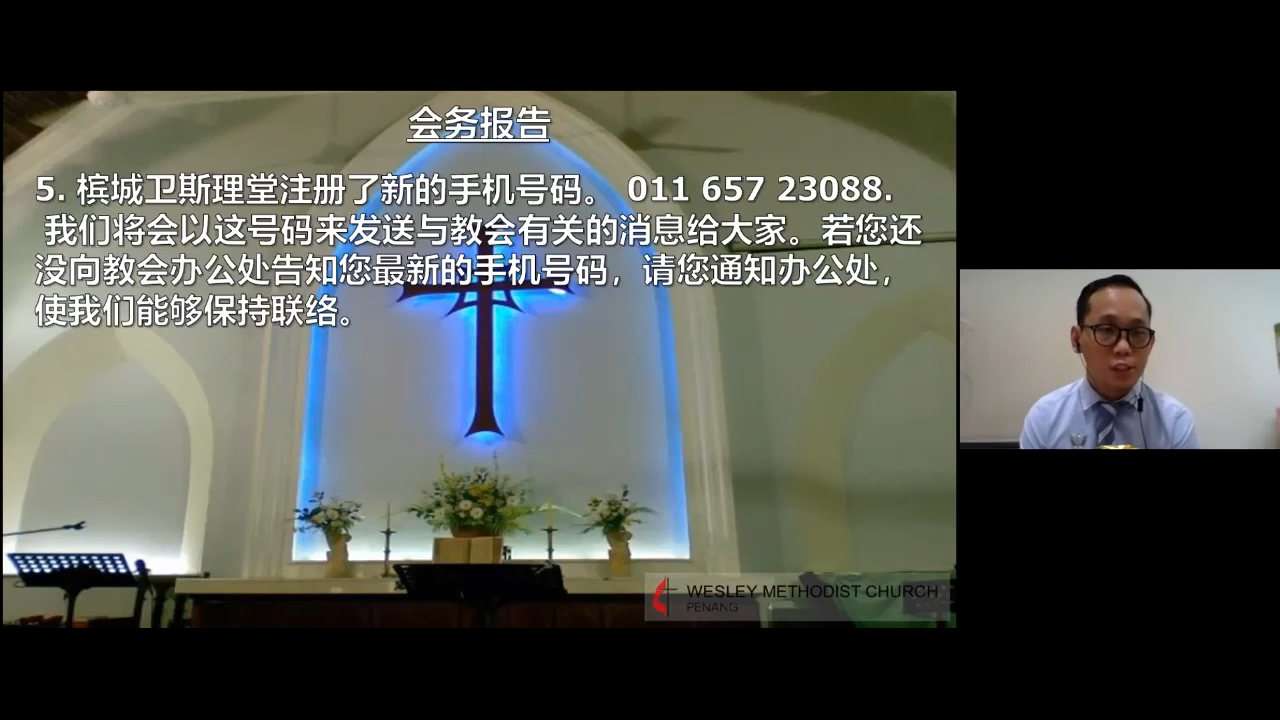 会务报告
5. 槟城卫斯理堂注册了新的手机号码。 011 657 23088.
我们将会以这号码来发送与教会有关的消息给大家。若您还
没向教会办公处告知您最新的手机号码，请您通知办公处，
使我们能够保持联络。
WESLEY METHODIST CHURCH
PENANG